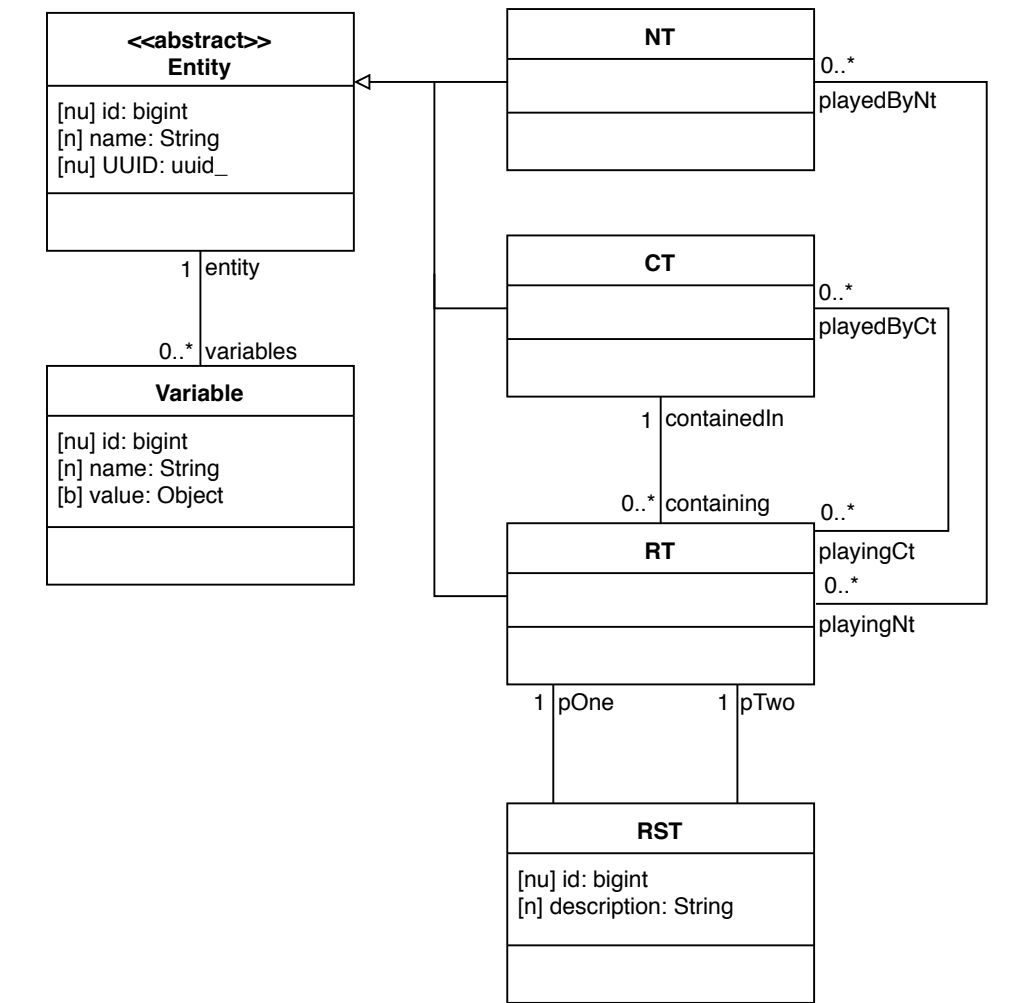 <<abstract>>
Entity
[nu] id: bigint
[n] name: String
[nu] UUID: uuid_
1 entity
0..* variables
Variable
[nu] id: bigint
[n] name: String
[b] value: Object
NT
0..*
playedByNt
CT
0..*
playedByCt
1 containedIn
0..* containing
RT
0..*
playingCt
0..*
playingNt
1 pOne
1 pTwo
RST
[nu] id: bigint
[n] description: String